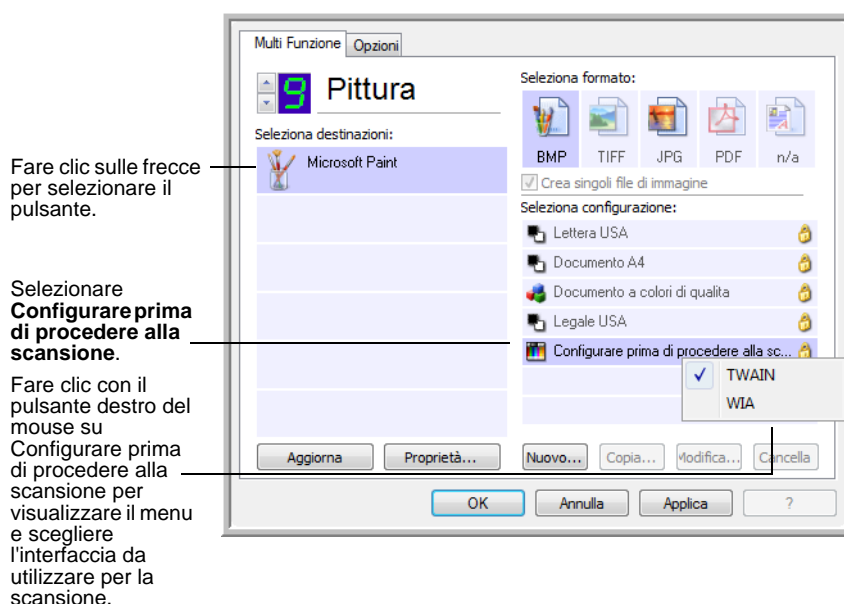 Multi Funzione
Opzioni
9
Pittura
Seleziona destinazioni:
Microsoft Paint
Aggiorna
Proprietà...
Seleziona formato:
BMP
TIFF
JPG
PDF
n/a
Crea singoli file di immagine
Seleziona configurazione:
Lettera USA
Documento A4
Documento a colori di qualita
Legale USA
Configurare prima di procedere alla sc...
TWAIN
WIA
Nuovo...
Copia...
Modifica...
Cancella
OK
Annulla
Applica
?
Fare clic sulle frecce
per selezionare il
pulsante.
Selezionare
Configurare prima
di procedere alla
scansione.
Fare clic con il
pulsante destro del
mouse su
Configurare prima
di procedere alla
scansione per
visualizzare il menu
e scegliere
l'interfaccia da
utilizzare per la
scansione.